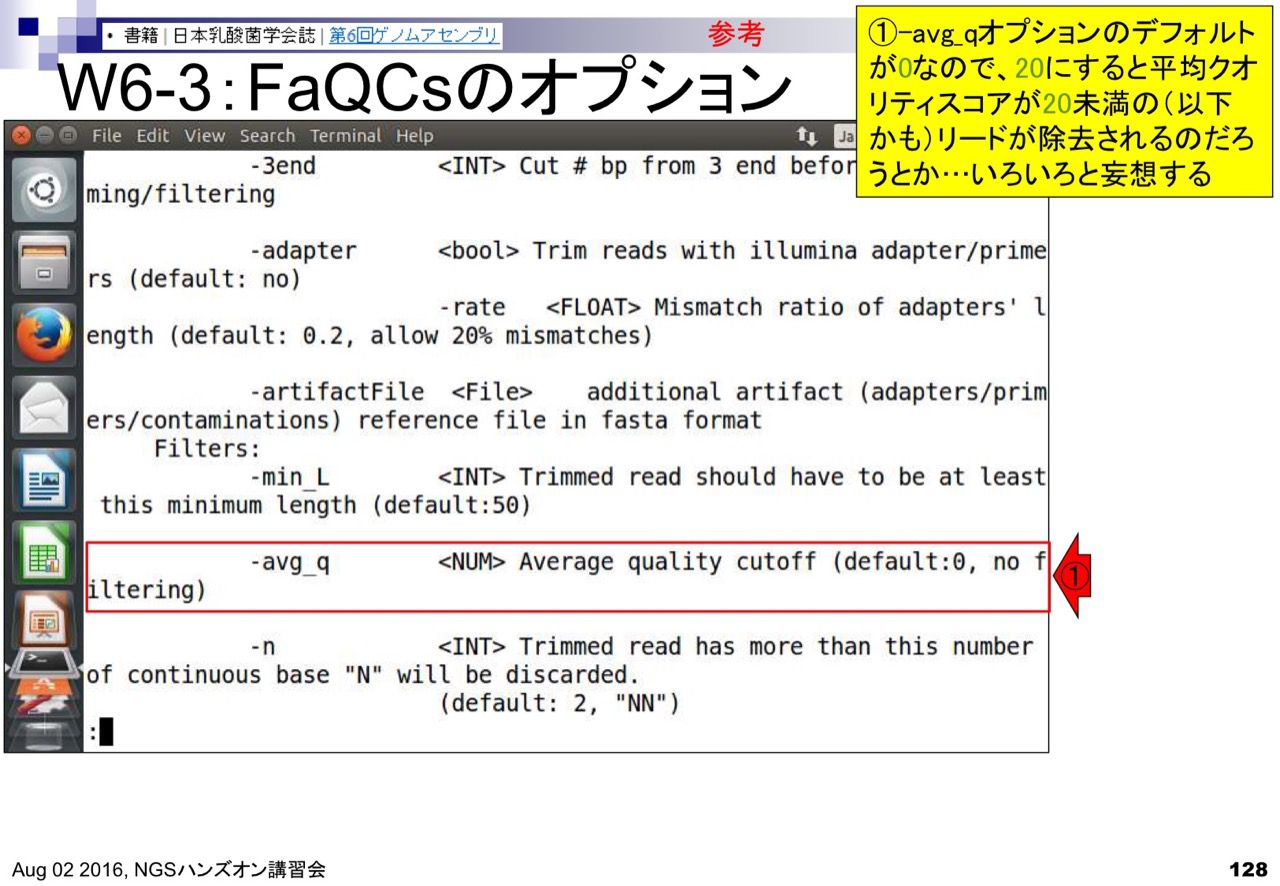 • 書籍 | 日本乳酸菌学会誌 | 第6回ゲノムアセンブリ
参考
W6-3:FaQCsのオプション
①-avg_qオプションのデフォルト
が0なので、20にすると平均クオ
リティスコアが20未満の(以下
かも)リードが除去されるのだろ
うとか…いろいろと妄想する
File Edit View Search Terminal Help
Ja
-3end <INT> Cut # bp from 3 end befor
ming/filtering
-adapter <bool> Trim reads with illumina adapter/prime
rs (default: no)
-rate <FLOAT> Mismatch ratio of adapters' l
ength (default: 0.2, allow 20% mismatches)
-artifactFile <File> additional artifact (adapters/prim
ers/contaminations) reference file in fasta format
Filters:
-min_L <INT> Trimmed read should have to be at least
this minimum length (default:50)
-avg_q <NUM> Average quality cutoff (default:0, no f
iltering)
①
-n <INT> Trimmed read has more than this number
of continuous base "N" will be discarded.
(default: 2, "NN")
:
Aug 02 2016, NGSハンズオン講習会
128